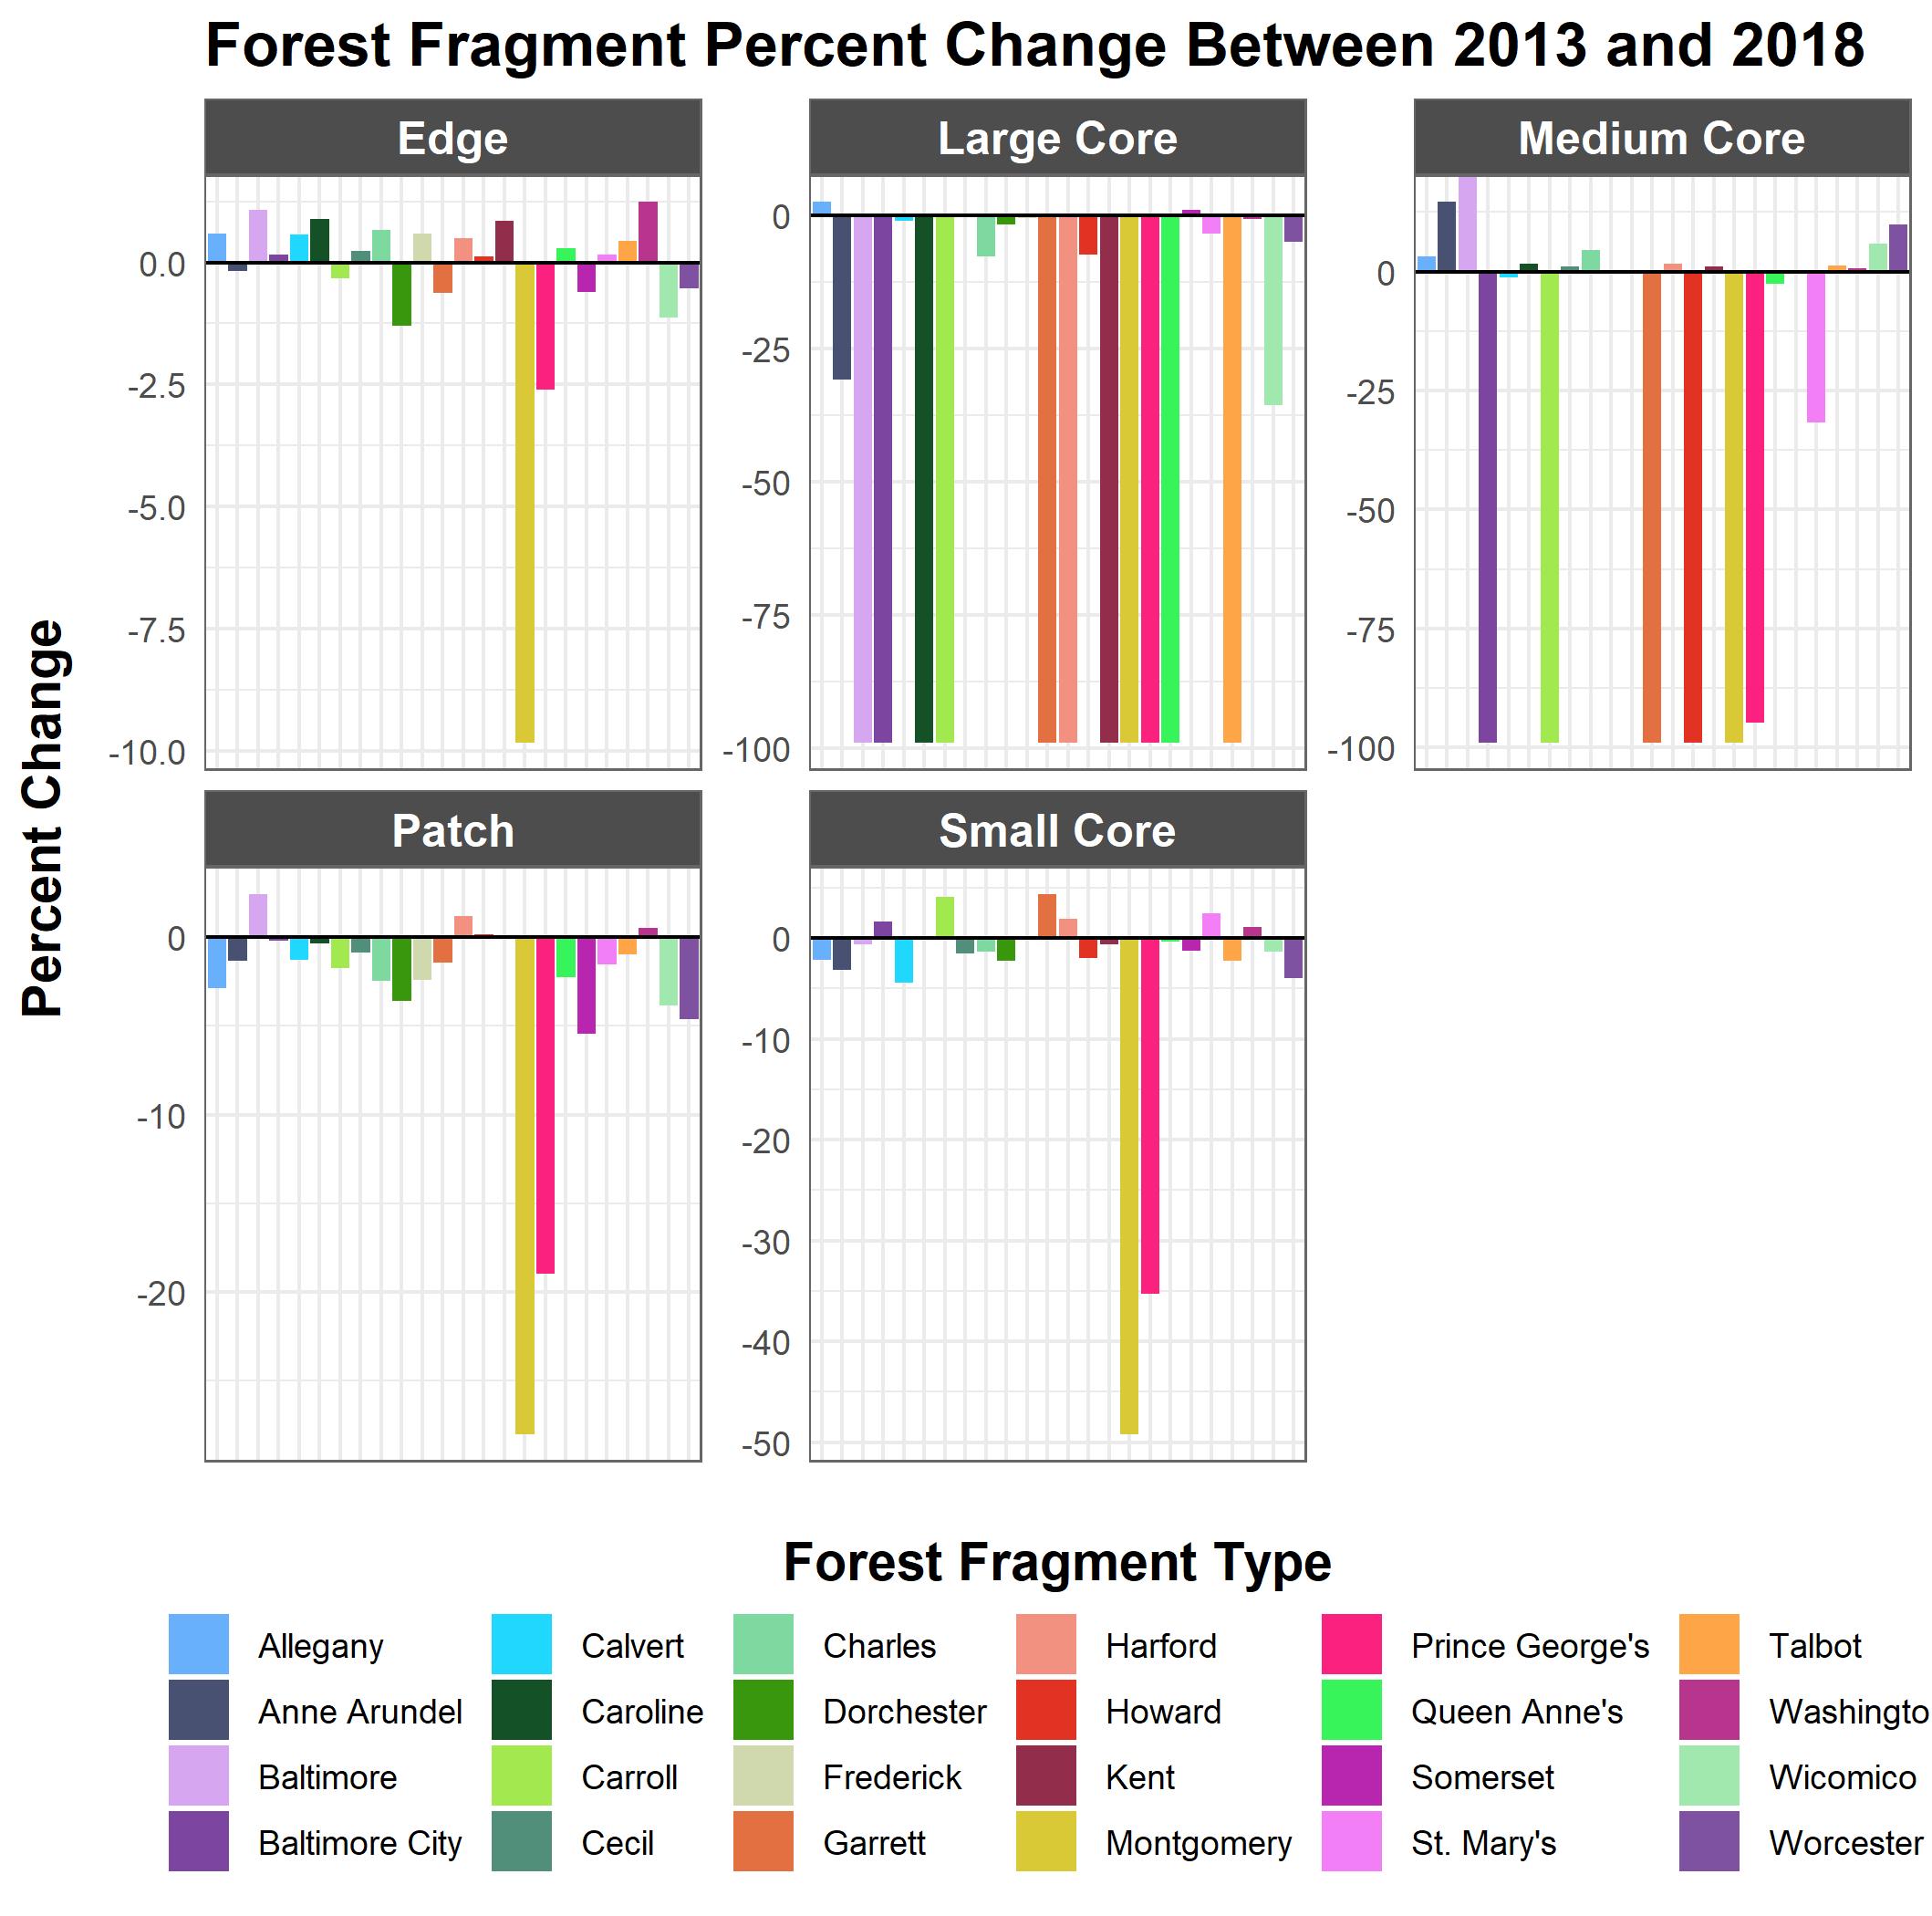 Forest Fragment Percent Change Between 2013 and 2018
Edge
Large Core
Medium Core
0.0
-2.5
-5.0
-7.5
-10.0
0
-25
-50
-75
-100
0
-25
-50
-75
-100
Percent Change
Patch
Small Core
0
-10
-20
0
-10
-20
-30
-40
-50
Forest Fragment Type
Allegany
Anne Arundel
Baltimore
Baltimore City
Calvert
Caroline
Carroll
Cecil
Charles
Dorchester
Frederick
Garrett
Harford
Howard
Kent
Montgomery
Prince George's
Queen Anne's
Somerset
St. Mary's
Talbot
Washingto
Wicomico
Worcester